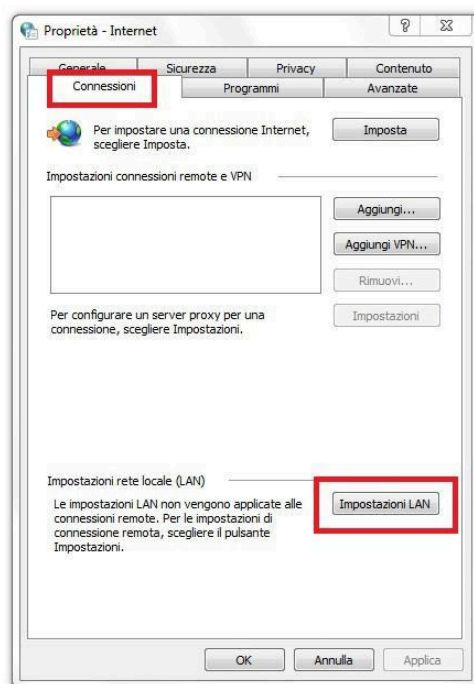 Proprietà - Internet
Generale Sicurezza Privacy Contenuto
Connessioni Programmi Avanzate
Per impostare una connessione Internet,
scegliere Imposta.
Imposta
Impostazioni connessioni remote e VPN
Aggiungi...
Aggiungi VPN...
Rimuovi...
Per configurare un server proxy per una
connessione, scegliere Impostazioni.
Impostazioni
Impostazioni rete locale (LAN)
Le impostazioni LAN non vengono applicate alle
connessioni remote. Per le impostazioni di
connessione remota, scegliere il pulsante
Impostazioni.
Impostazioni LAN
OK Annulla Applica